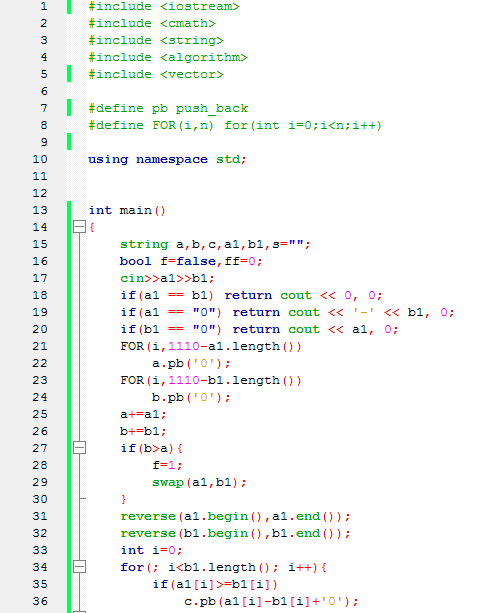 1 #include <iostream>
2 #include <cmath>
3 #include <string>
4 #include <algorithm>
5 #include <vector>
6
7 #define pb push_back
8 #define FOR(i,n) for(int i=0;i<n;i++)
9
10 using namespace std;
11
12
13 int main()
14 {
15     string a,b,c,a1,b1,s="";
16     bool f=false,ff=0;
17     cin>>a1>>b1;
18     if(a1 == b1) return cout << 0, 0;
19     if(a1 == "0") return cout << '-' << b1, 0;
20     if(b1 == "0") return cout << a1, 0;
21     FOR(i,1110-a1.length())
22         a.pb('0');
23     FOR(i,1110-b1.length())
24         b.pb('0');
25     a+=a1;
26     b+=b1;
27     if(b>a){
28         f=1;
29         swap(a1,b1);
30     }
31     reverse(a1.begin(),a1.end());
32     reverse(b1.begin(),b1.end());
33     int i=0;
34     for(; i<b1.length(); i++){
35         if(a1[i]>=b1[i])
36             c.pb(a1[i]-b1[i]+'0');